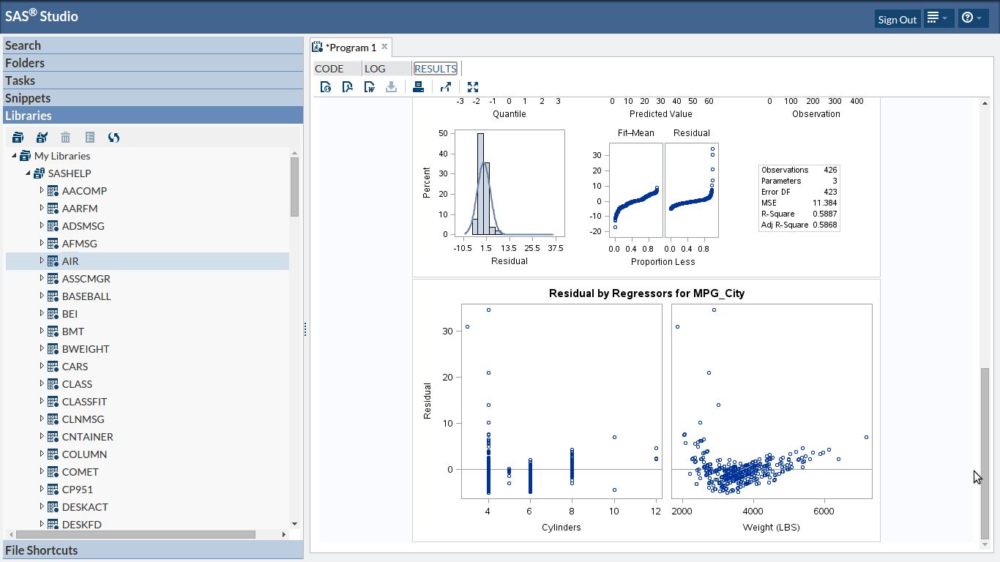 SAS® Studio
Sign Out
Search
Folders
Tasks
Snippets
Libraries
My Libraries
SASHELP
AACOMP
AARFM
ADSMSG
AFMSG
AIR
ASSCMGR
BASEBALL
BEI
BMT
BWEIGHT
CARS
CLASS
CLASSFIT
CLNMSG
CNTAINER
COLUMN
COMET
CP951
DESKACT
DESKFD
File Shortcuts
*Program 1
CODE LOG RESULTS
-3 -2 -1 0 1 2 3
Quantile
0 10 20 30 40 50 60
Predicted Value
0 100 200 300 400
Observation
Percent
50
40
30
20
10
0
-10.5 1.5 13.5 25.5 37.5
Residual
Fit–Mean Residual
30
20
10
0
-10
-20
0.0 0.4 0.8 0.0 0.4 0.8
Proportion Less
Observations 426
Parameters 3
Error DF 423
MSE 11.384
R-Square 0.5887
Adj R-Square 0.5868
Residual by Regressors for MPG_City
Residual
30
20
10
0
4 6 8 10 12
Cylinders
2000 4000 6000
Weight (LBS)